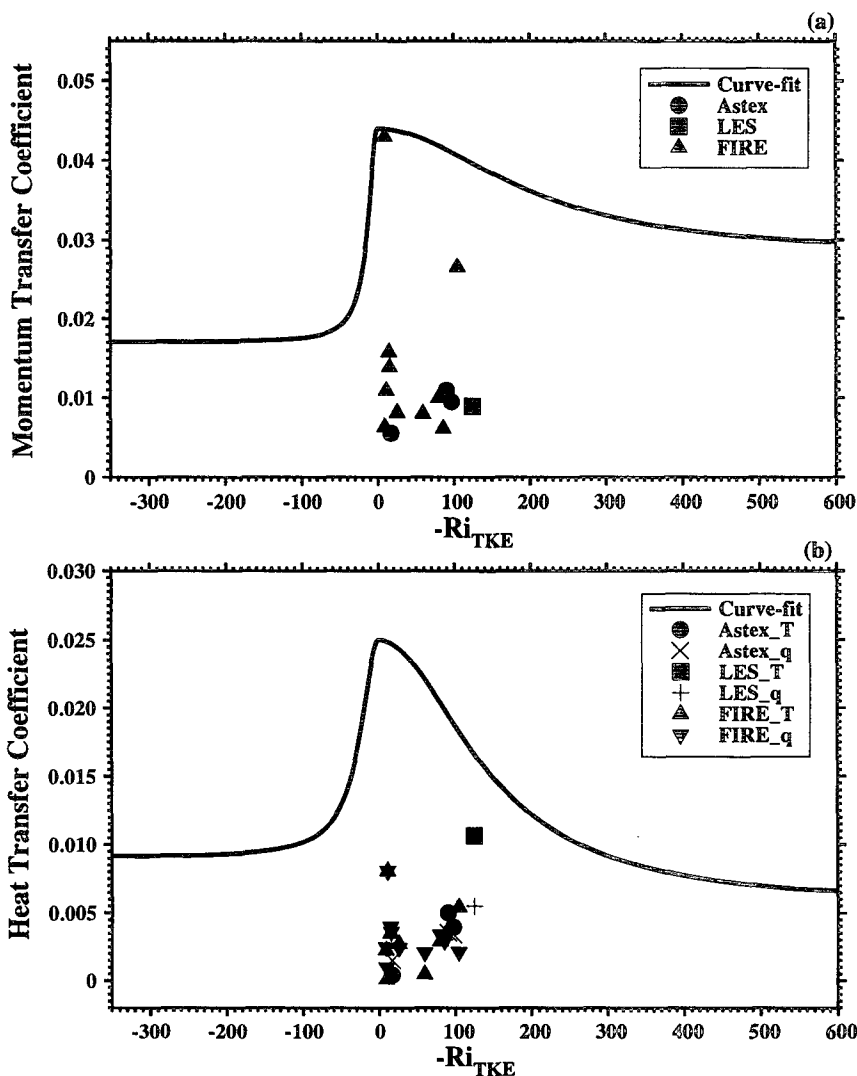 (a)
Momentum Transfer Coefficient
0.05
0.04
0.03
0.02
0.01
0
Curve-fit
Astex
LES
FIRE
-300 -200 -100 0 100 200 300 400 500 600
-Ri_TKE
(b)
Heat Transfer Coefficient
0.030
0.025
0.020
0.015
0.010
0.005
0
Curve-fit
Astex_T
Astex_q
LES_T
LES_q
FIRE_T
FIRE_q
-300 -200 -100 0 100 200 300 400 500 600
-Ri_TKE